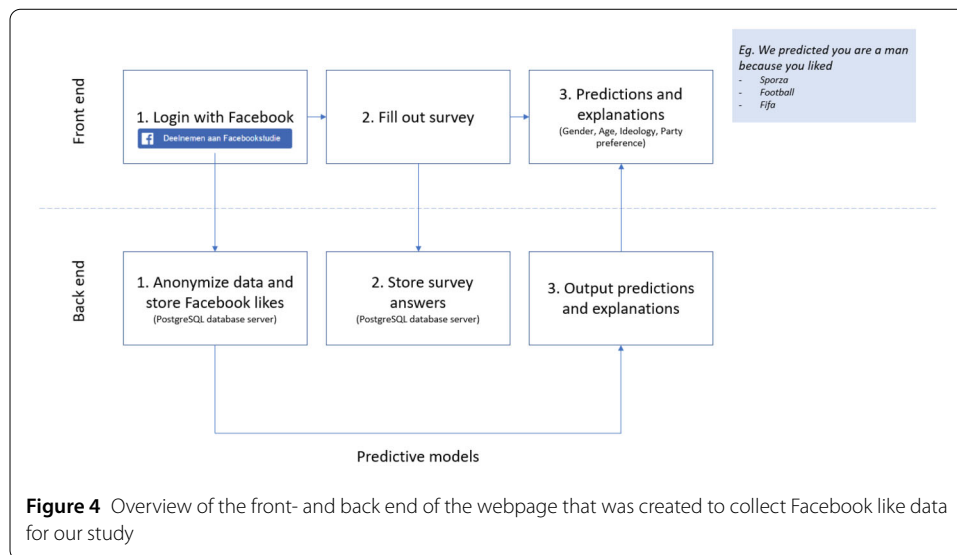 Front end
1. Login with Facebook
Deelnemen aan Facebookstudie
2. Fill out survey
3. Predictions and
explanations
(Gender, Age, Ideology, Party
preference)
Eg. We predicted you are a man
because you liked
- Sporza
- Football
- Fifa
Back end
1. Anonymize data and
store Facebook likes
(PostgreSQL database server)
2. Store survey
answers
(PostgreSQL database server)
3. Output predictions
and explanations
Predictive models
Figure 4 Overview of the front- and back end of the webpage that was created to collect Facebook like data
for our study